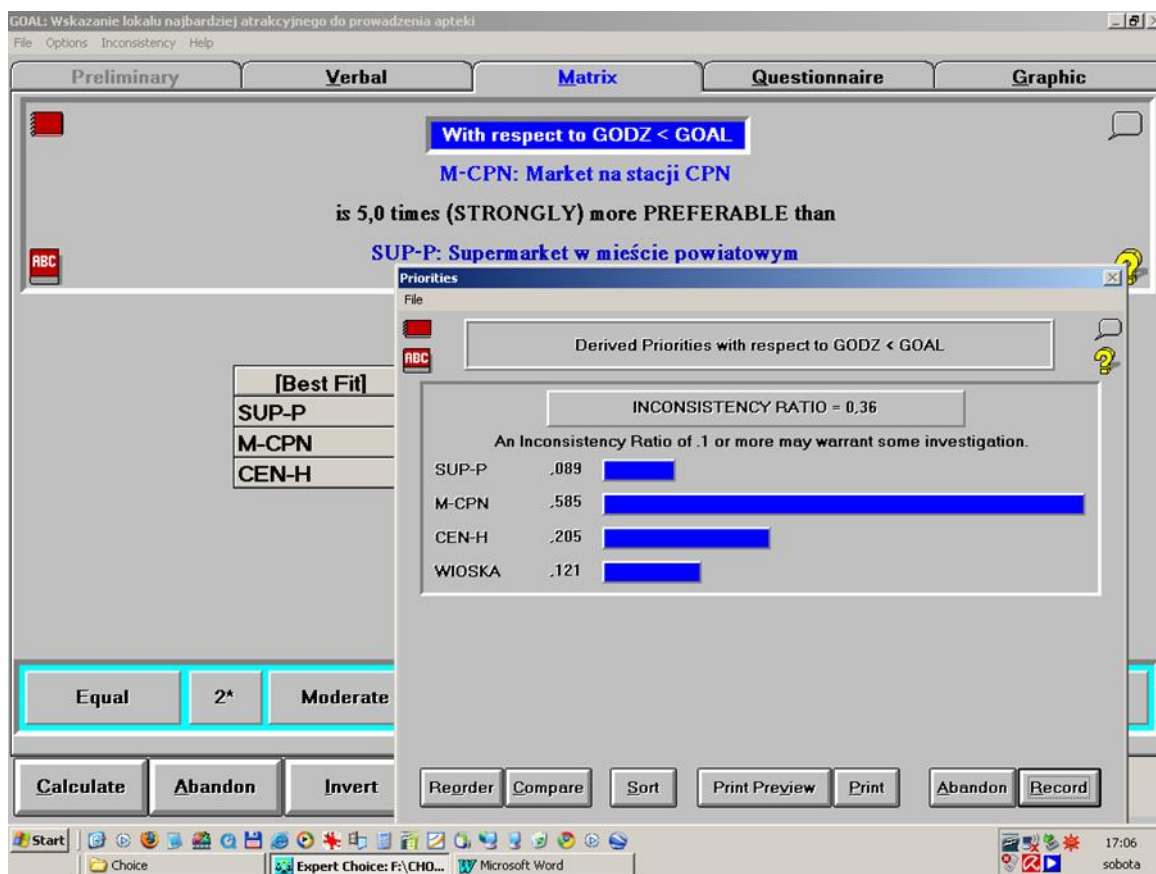 GOAL: Wskazanie lokalu najbardziej atrakcyjnego do prowadzenia apteki
File Options Inconsistency Help
Preliminary Verbal Matrix Questionnaire Graphic
With respect to GODZ < GOAL
M-CPN: Market na stacji CPN
is 5,0 times (STRONGLY) more PREFERABLE than
SUP-P: Supermarket w mieście powiatowym
ABC
Priorities
File
ABC
Derived Priorities with respect to GODZ < GOAL
[Best Fit]
SUP-P
M-CPN
CEN-H
INCONSISTENCY RATIO = 0,36
An Inconsistency Ratio of .1 or more may warrant some investigation.
SUP-P ,089
M-CPN ,585
CEN-H ,205
WIOSKA ,121
Equal 2* Moderate
Calculate Abandon Invert
Reorder Compare Sort Print Preview Print Abandon Record
Start 17:06
Choice Expert Choice: F:\CHO... Microsoft Word sobota